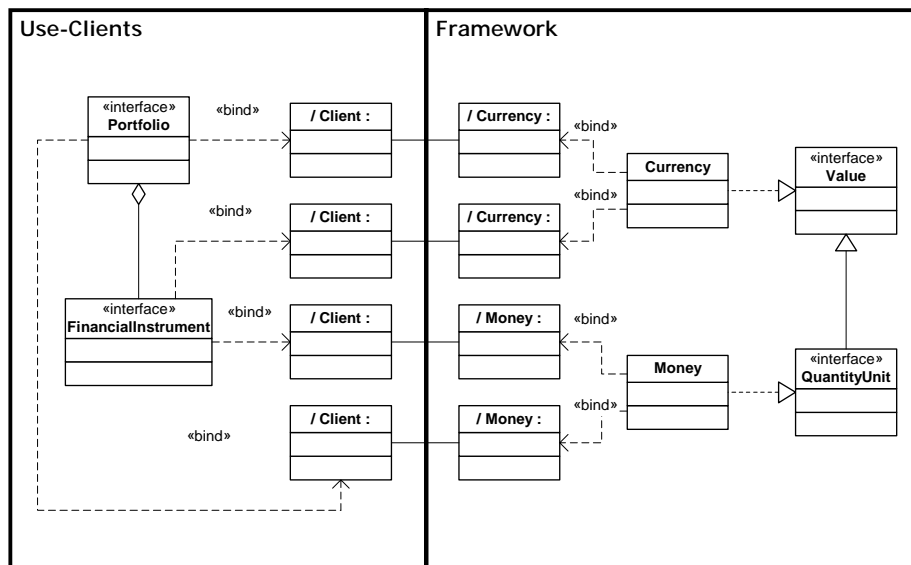 Use-Clients
Framework
«interface»
Portfolio
«bind»
/ Client :
/ Currency :
«bind»
Currency
«interface»
Value
«bind»
«bind»
/ Client :
/ Currency :
«interface»
FinancialInstrument
«bind»
/ Client :
/ Money :
«bind»
Money
«interface»
QuantityUnit
«bind»
«bind»
/ Client :
/ Money :